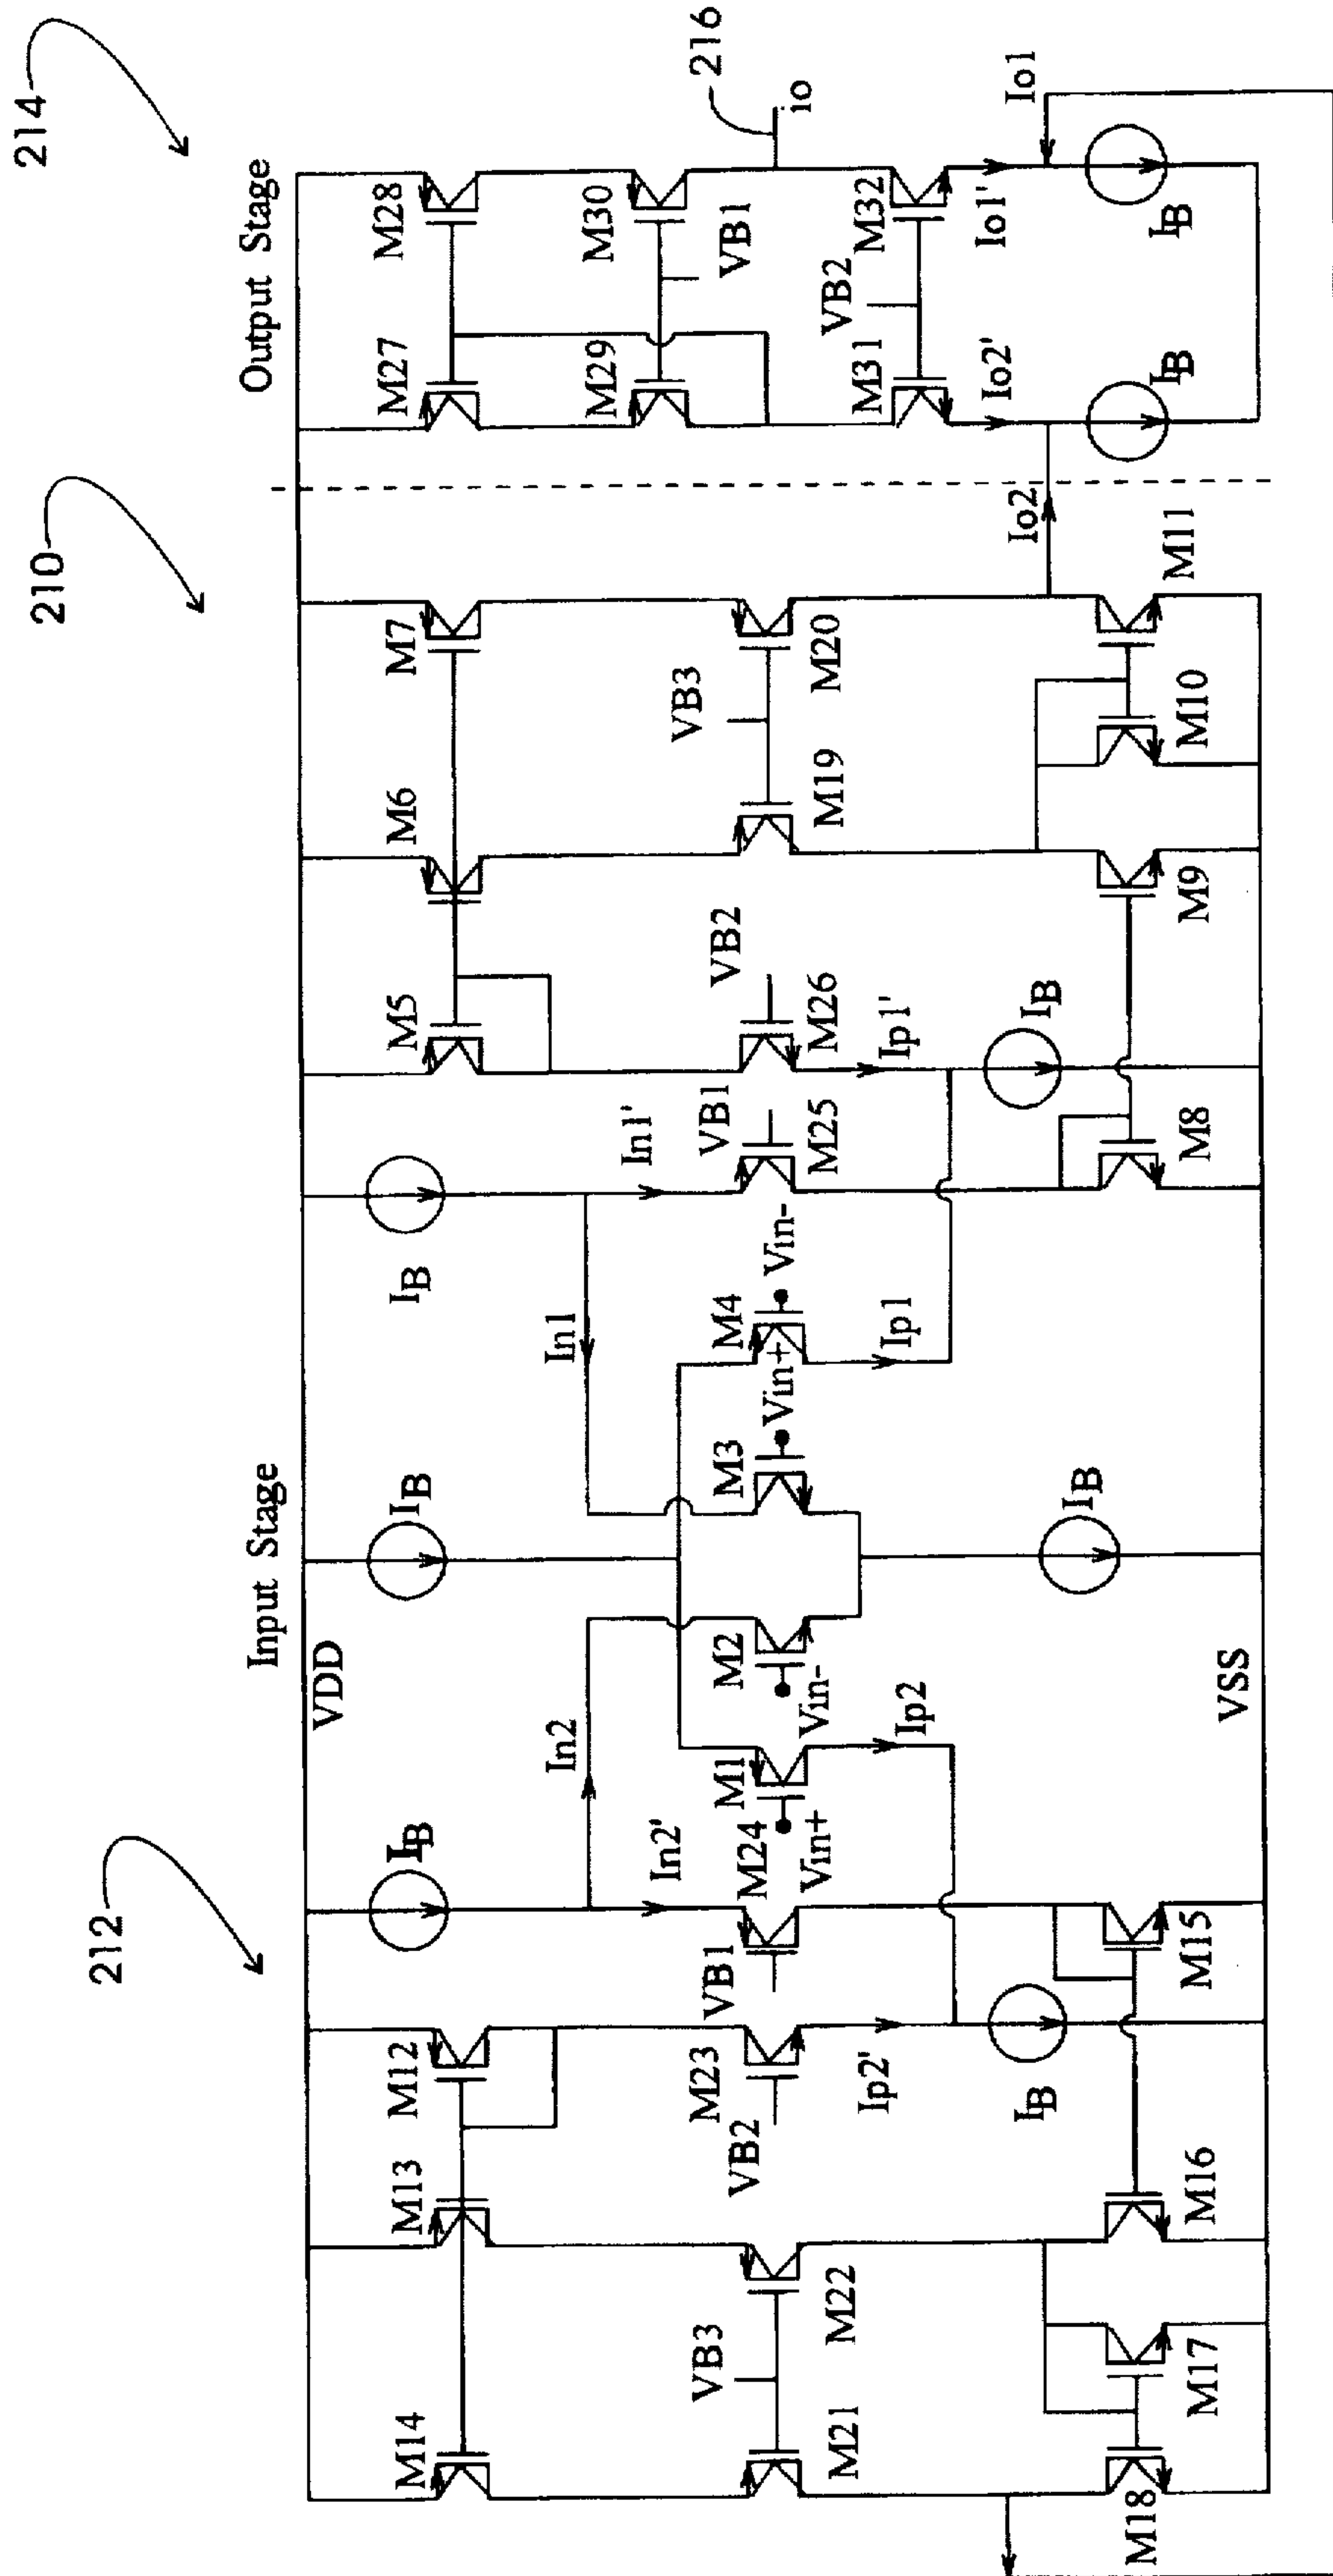 214
210
212
Output Stage
Input Stage
216
io
VDD
VSS
M14
M13
M12
IB
IB
IB
M5
M6
M7
M27
M28
In2
In1
In2'
In1'
M29
M30
VB1
VB3
M21
M22
VB2
M23
VB1
M24
M1
Vin+
M2
Vin-
M3
Vin+
M4
Vin-
VB1
M25
VB2
M26
VB3
M19
M20
VB2
M31
M32
Ip2'
Ip2
Ip1
Ip1'
Io2
Io2'
Io1'
Io1
IB
IB
IB
IB
IB
M18
M17
M16
M15
M8
M9
M10
M11